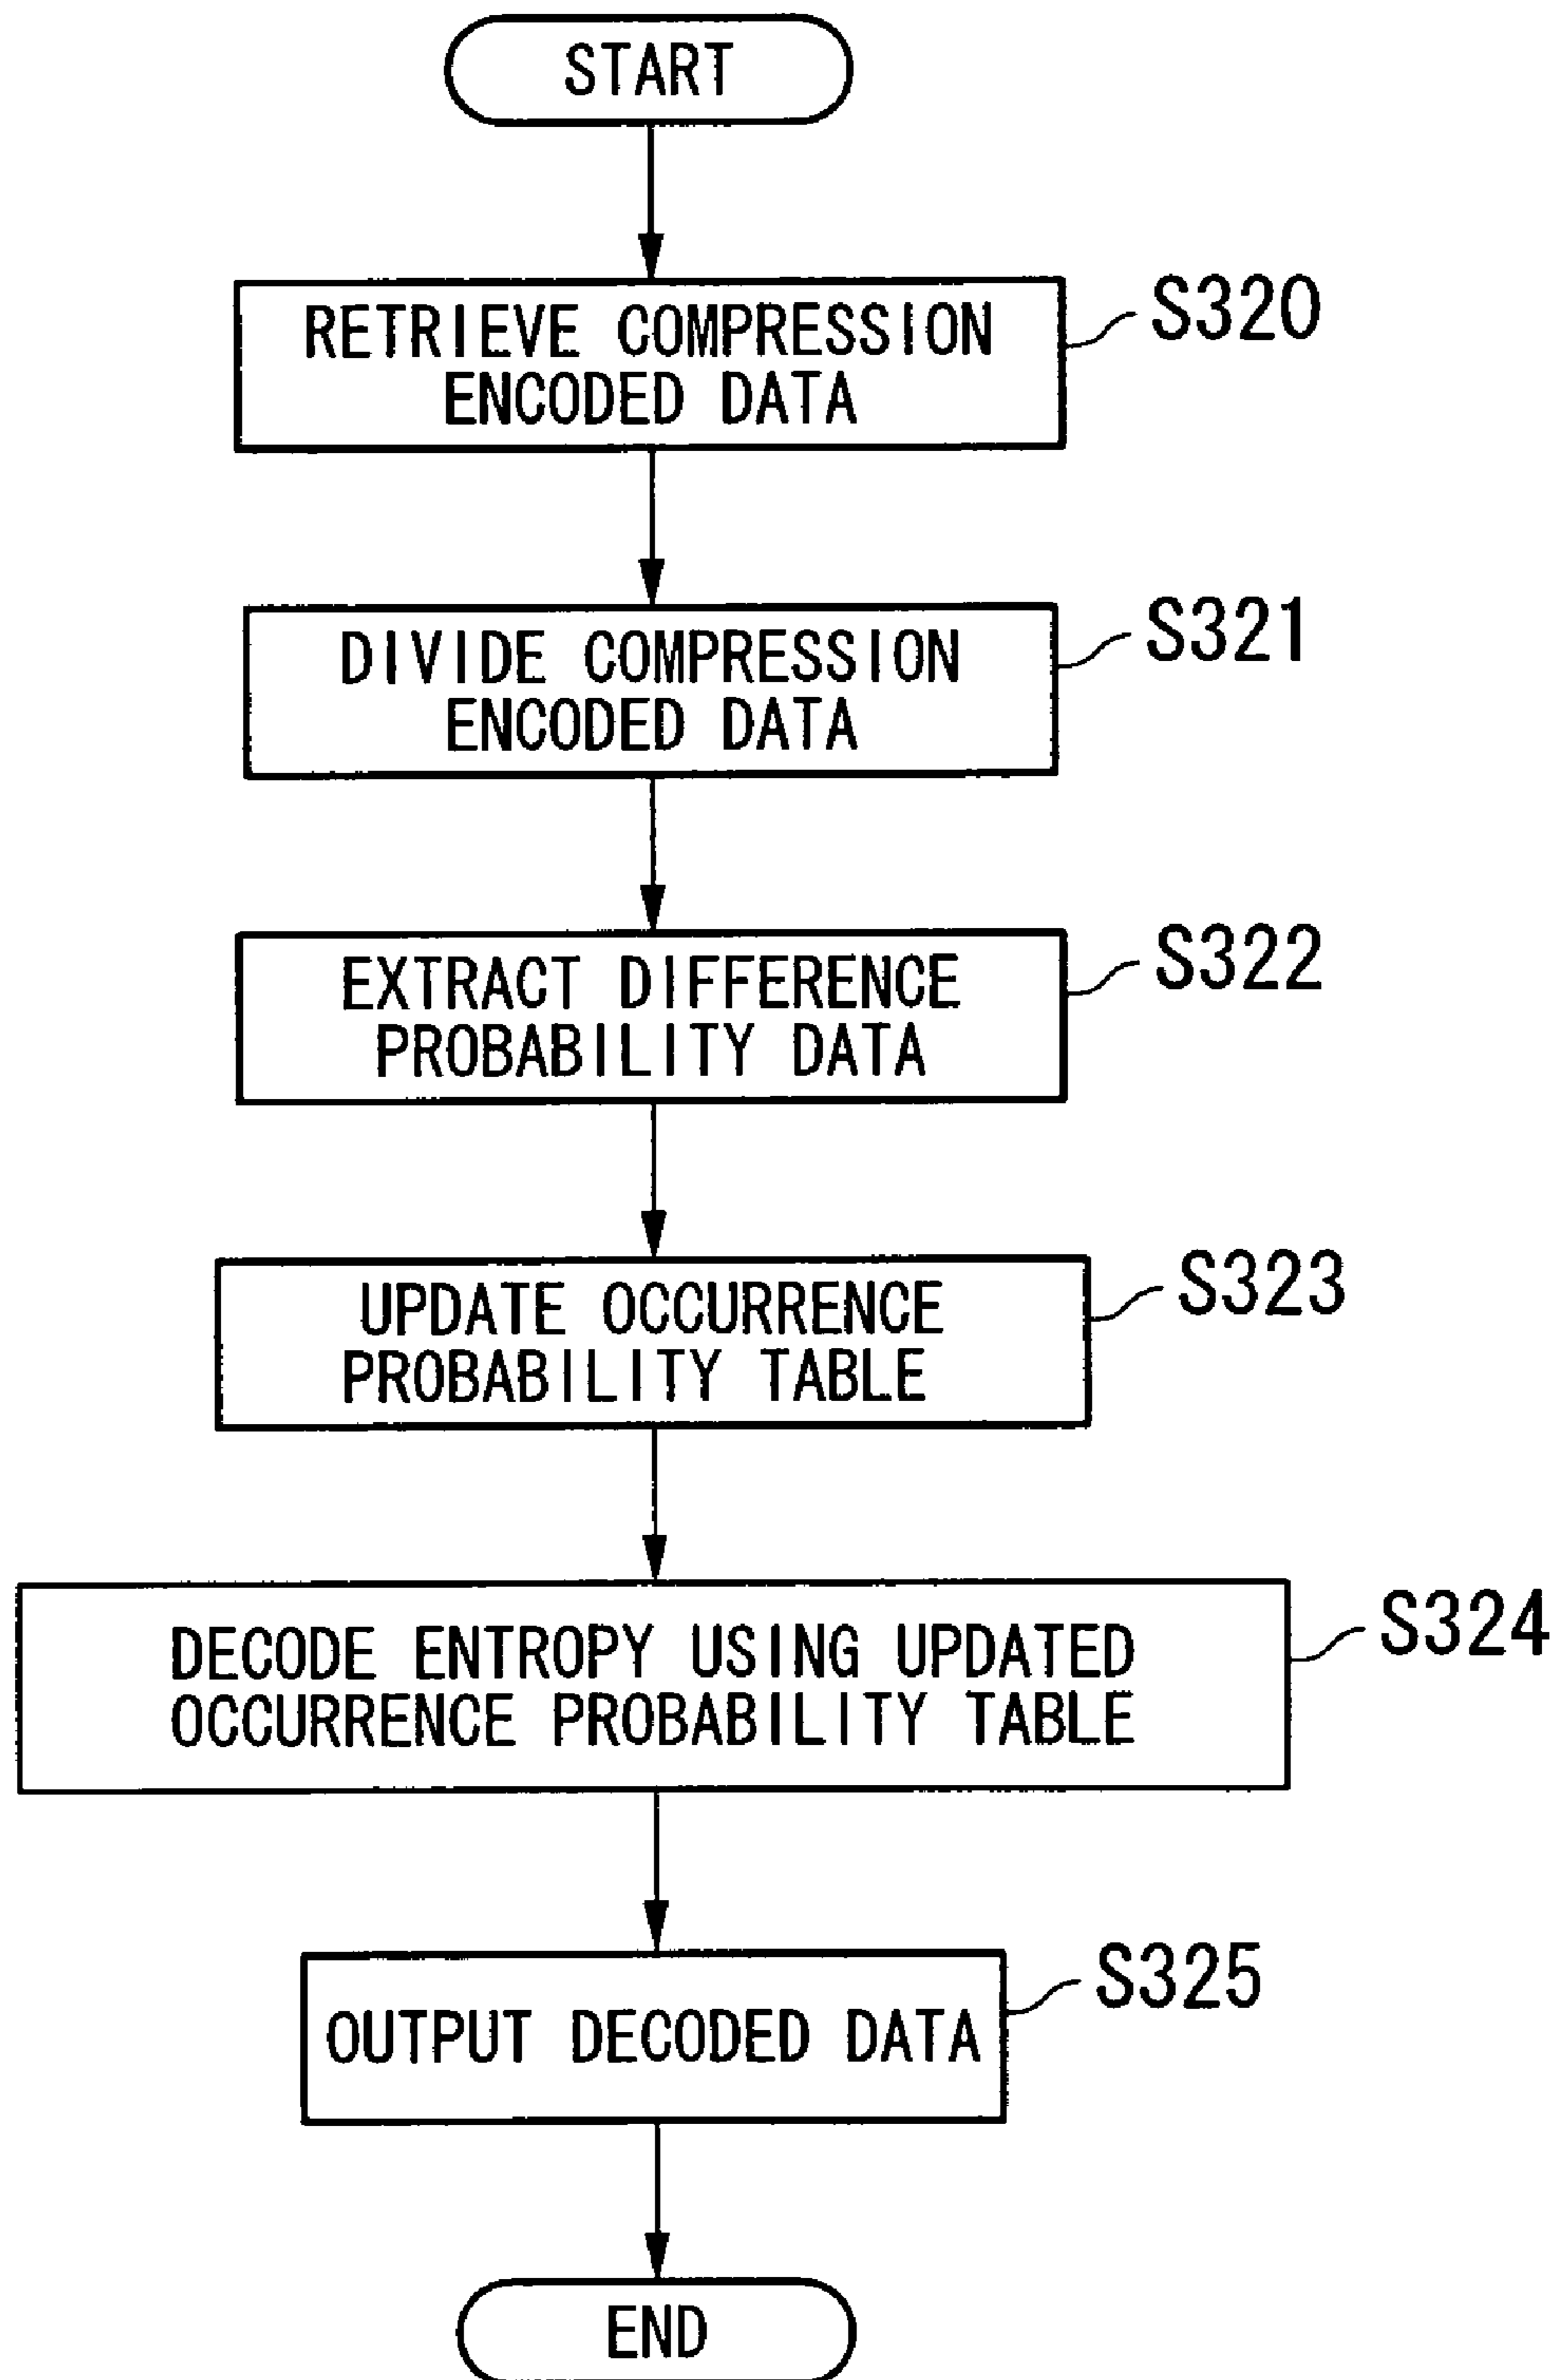 START
RETRIEVE COMPRESSION
ENCODED DATA
S320
DIVIDE COMPRESSION
ENCODED DATA
S321
EXTRACT DIFFERENCE
PROBABILITY DATA
S322
UPDATE OCCURRENCE
PROBABILITY TABLE
S323
DECODE ENTROPY USING UPDATED
OCCURRENCE PROBABILITY TABLE
S324
OUTPUT DECODED DATA
S325
END